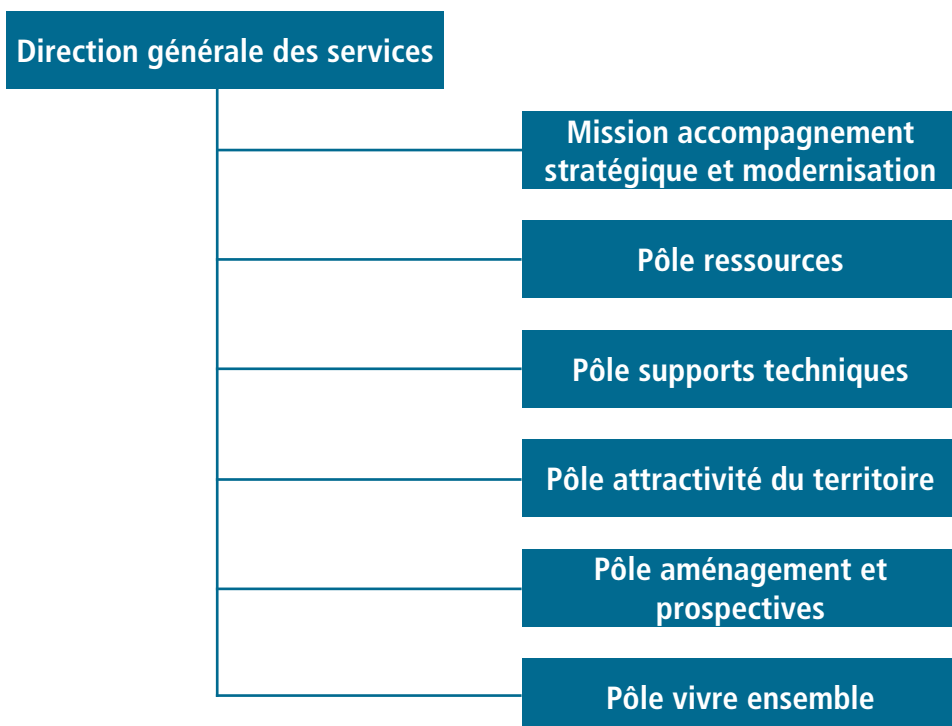 Direction générale des services
Mission accompagnement
stratégique et modernisation
Pôle ressources
Pôle supports techniques
Pôle attractivité du territoire
Pôle aménagement et
prospectives
Pôle vivre ensemble